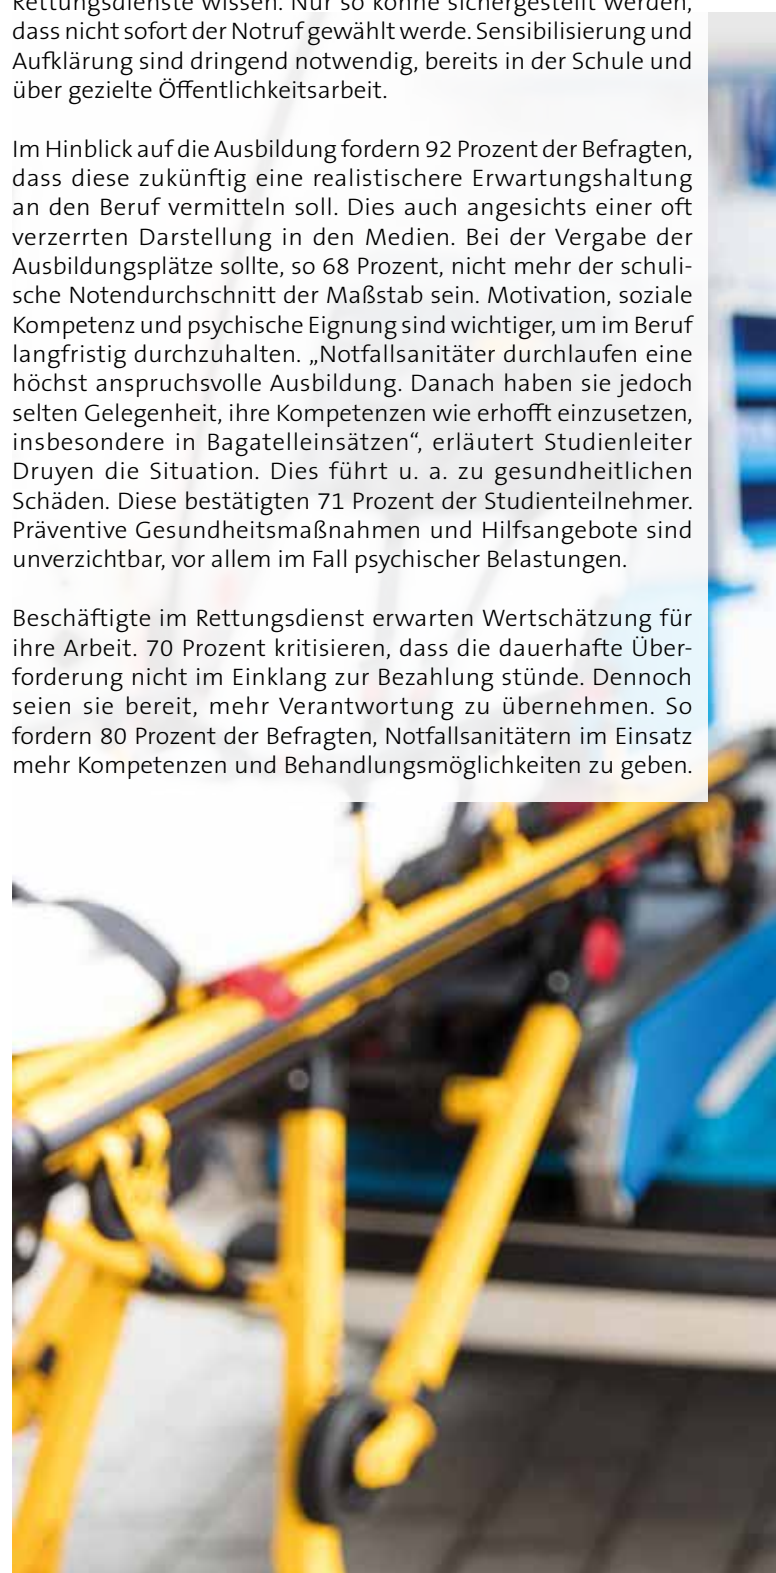 Rettungsdienste wissen. Nur so könne sichergestellt werden,
dass nicht sofort der Notruf gewählt werde. Sensibilisierung und
Aufklärung sind dringend notwendig, bereits in der Schule und
über gezielte Öffentlichkeitsarbeit.
Im Hinblick auf die Ausbildung fordern 92 Prozent der Befragten,
dass diese zukünftig eine realistischere Erwartungshaltung
an den Beruf vermitteln soll. Dies auch angesichts einer oft
verzerrten Darstellung in den Medien. Bei der Vergabe der
Ausbildungsplätze sollte, so 68 Prozent, nicht mehr der schuli-
sche Notendurchschnitt der Maßstab sein. Motivation, soziale
Kompetenz und psychische Eignung sind wichtiger, um im Beruf
langfristig durchzuhalten. „Notfallsanitäter durchlaufen eine
höchst anspruchsvolle Ausbildung. Danach haben sie jedoch
selten Gelegenheit, ihre Kompetenzen wie erhofft einzusetzen,
insbesondere in Bagatelleinsätzen“, erläutert Studienleiter
Druyen die Situation. Dies führt u. a. zu gesundheitlichen
Schäden. Diese bestätigten 71 Prozent der Studienteilnehmer.
Präventive Gesundheitsmaßnahmen und Hilfsangebote sind
unverzichtbar, vor allem im Fall psychischer Belastungen.
Beschäftigte im Rettungsdienst erwarten Wertschätzung für
ihre Arbeit. 70 Prozent kritisieren, dass die dauerhafte Über-
forderung nicht im Einklang zur Bezahlung stünde. Dennoch
seien sie bereit, mehr Verantwortung zu übernehmen. So
fordern 80 Prozent der Befragten, Notfallsanitätern im Einsatz
mehr Kompetenzen und Behandlungsmöglichkeiten zu geben.